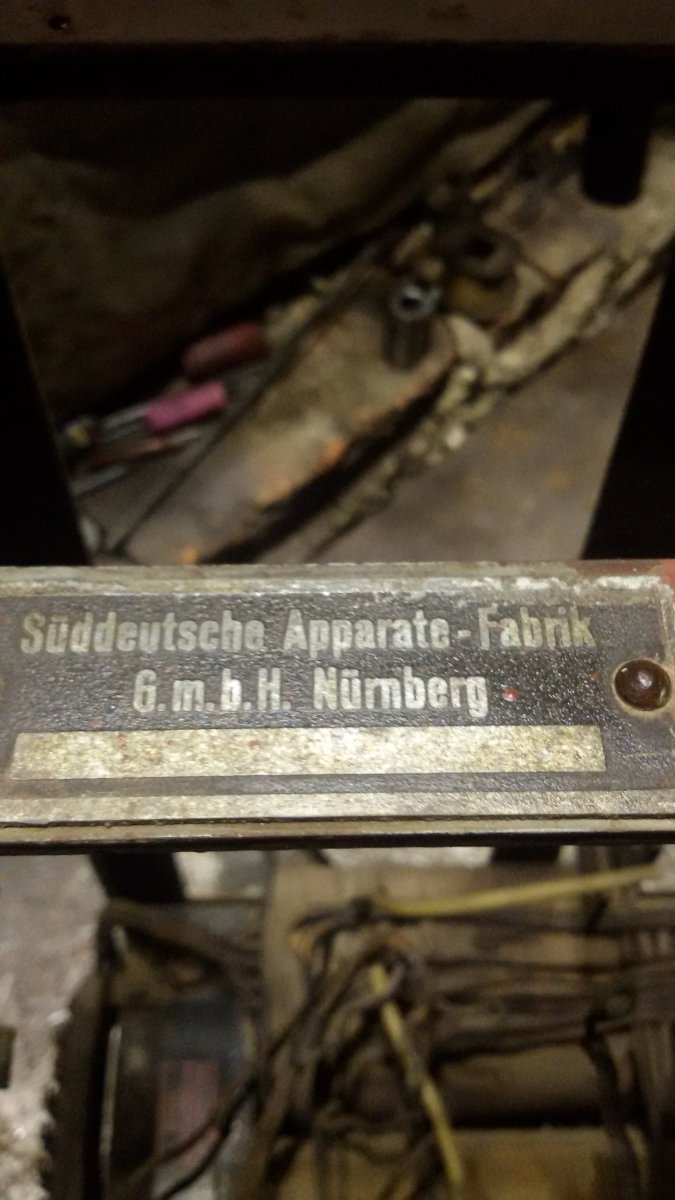 Süddeutsche Apparate-Fabrik
G.m.b.H. Nürnberg